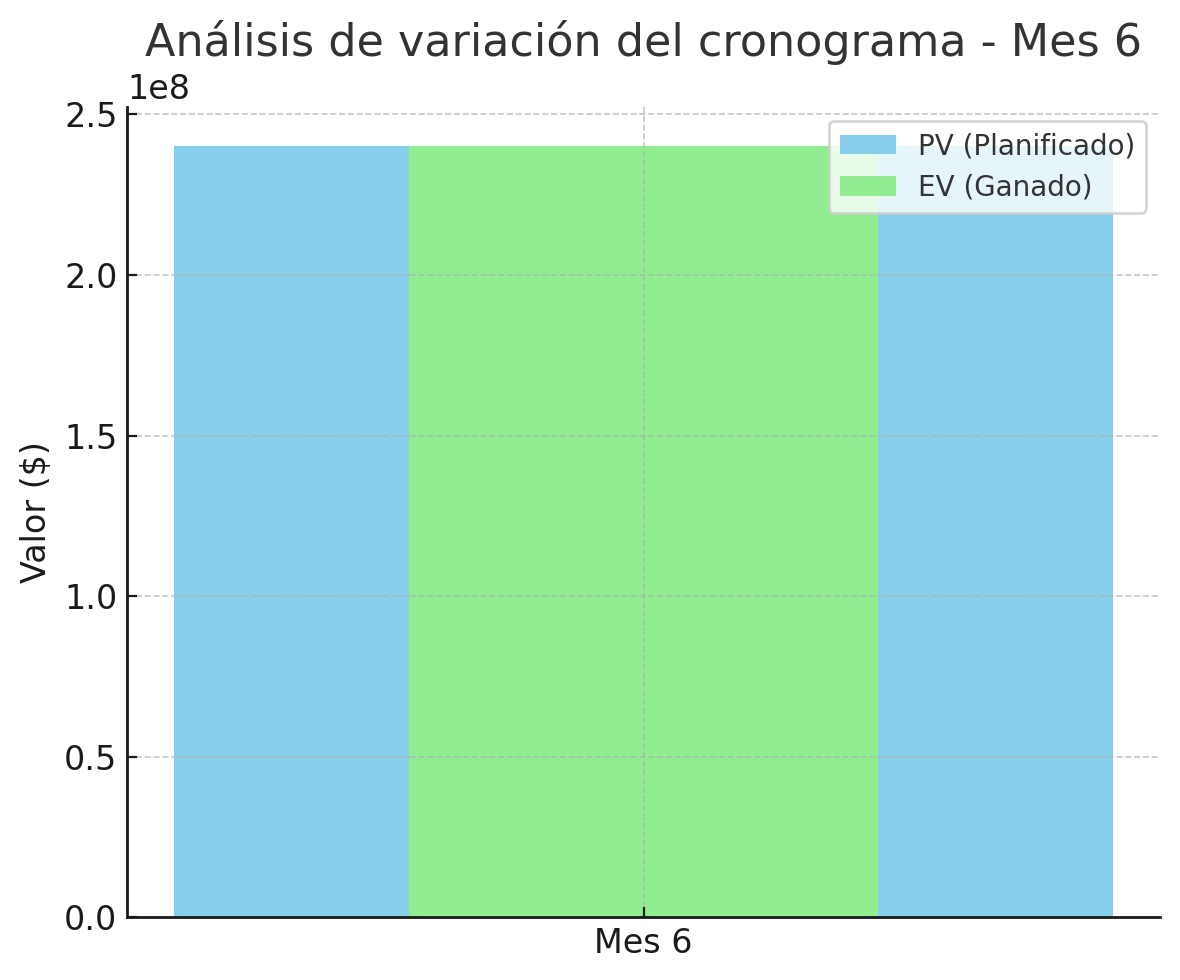 Análisis de variación del cronograma - Mes 6
1e8
2.5
2.0
1.5
1.0
0.5
0.0
Valor ($)
PV (Planificado)
EV (Ganado)
Mes 6